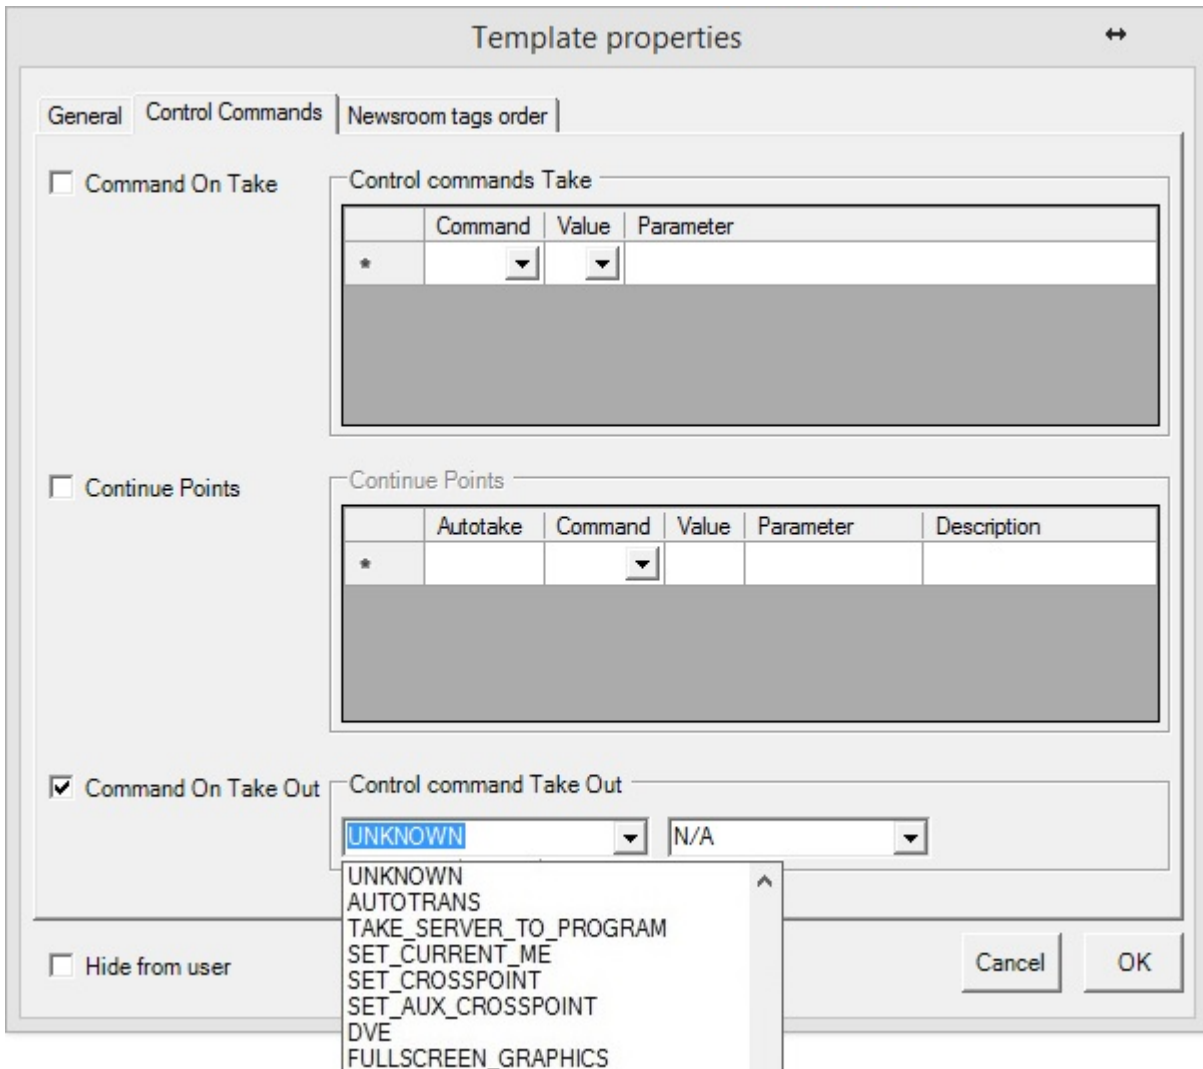 Template properties
General Control Commands Newsroom tags order
Command On Take
Control commands Take
Command Value Parameter
*
Continue Points
Continue Points
Autotake Command Value Parameter Description
*
Command On Take Out
Control command Take Out
UNKNOWN N/A
UNKNOWN
AUTOTRANS
TAKE_SERVER_TO_PROGRAM
SET_CURRENT_ME
SET_CROSSPOINT
SET_AUX_CROSSPOINT
DVE
FULLSCREEN_GRAPHICS
Hide from user
Cancel OK